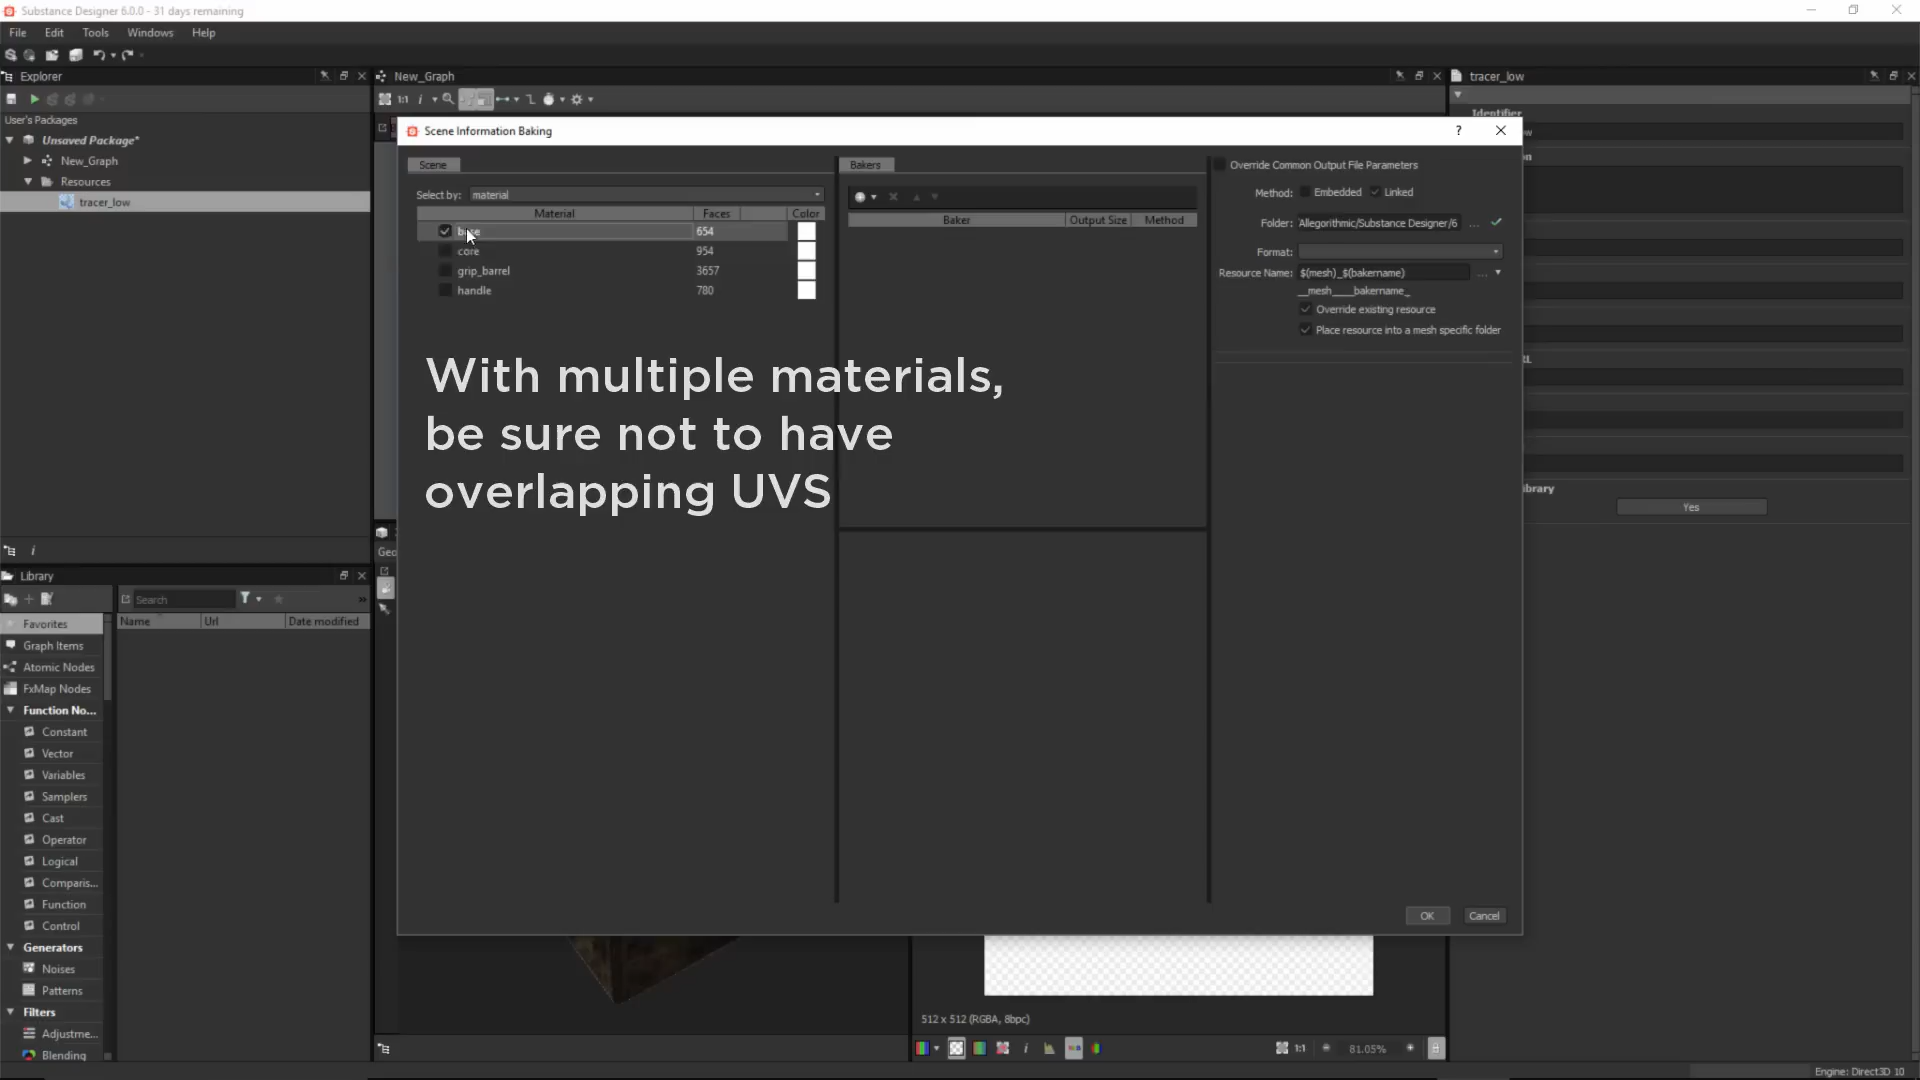 Substance Designer 6.0.0 - 31 days remaining
File Edit Tools Windows Help
Explorer
New_Graph
tracer_low
1:1
User's Packages
Unsaved Package*
New_Graph
Resources
tracer_low
Identifier
Scene Information Baking
?
Scene
Select by: material
Material Faces Color
base 654
core 954
grip_barrel 3657
handle 780
Bakers
Baker Output Size Method
Override Common Output File Parameters
Method: Embedded Linked
Folder: Allegorithmic/Substance Designer/6 ...
Format:
Resource Name: $(mesh)_$(bakername) ...
Override existing resource
Place resource into a mesh specific folder
With multiple materials,
be sure not to have
overlapping UVS
Yes
OK Cancel
Library
Search
Name Url Date modified
Favorites
Graph Items
Atomic Nodes
FxMap Nodes
Function No...
Constant
Vector
Variables
Samplers
Cast
Operator
Logical
Comparis...
Function
Control
Generators
Noises
Patterns
Filters
Adjustme...
Blending
512 x 512 (RGBA, 8bpc)
1:1
81.05%
Engine: Direct3D 10